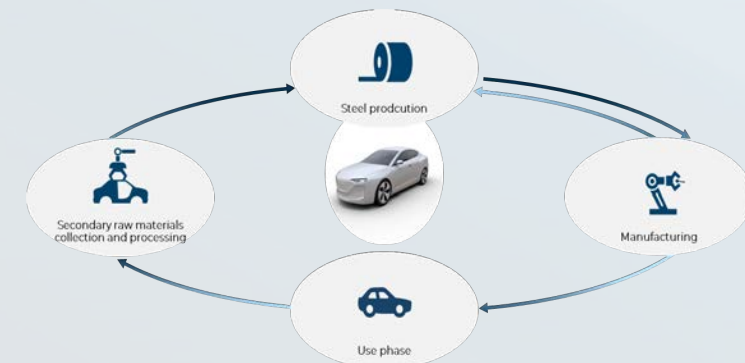 Steel prodcution
Secondary raw materials
collection and processing
Manufacturing
Use phase